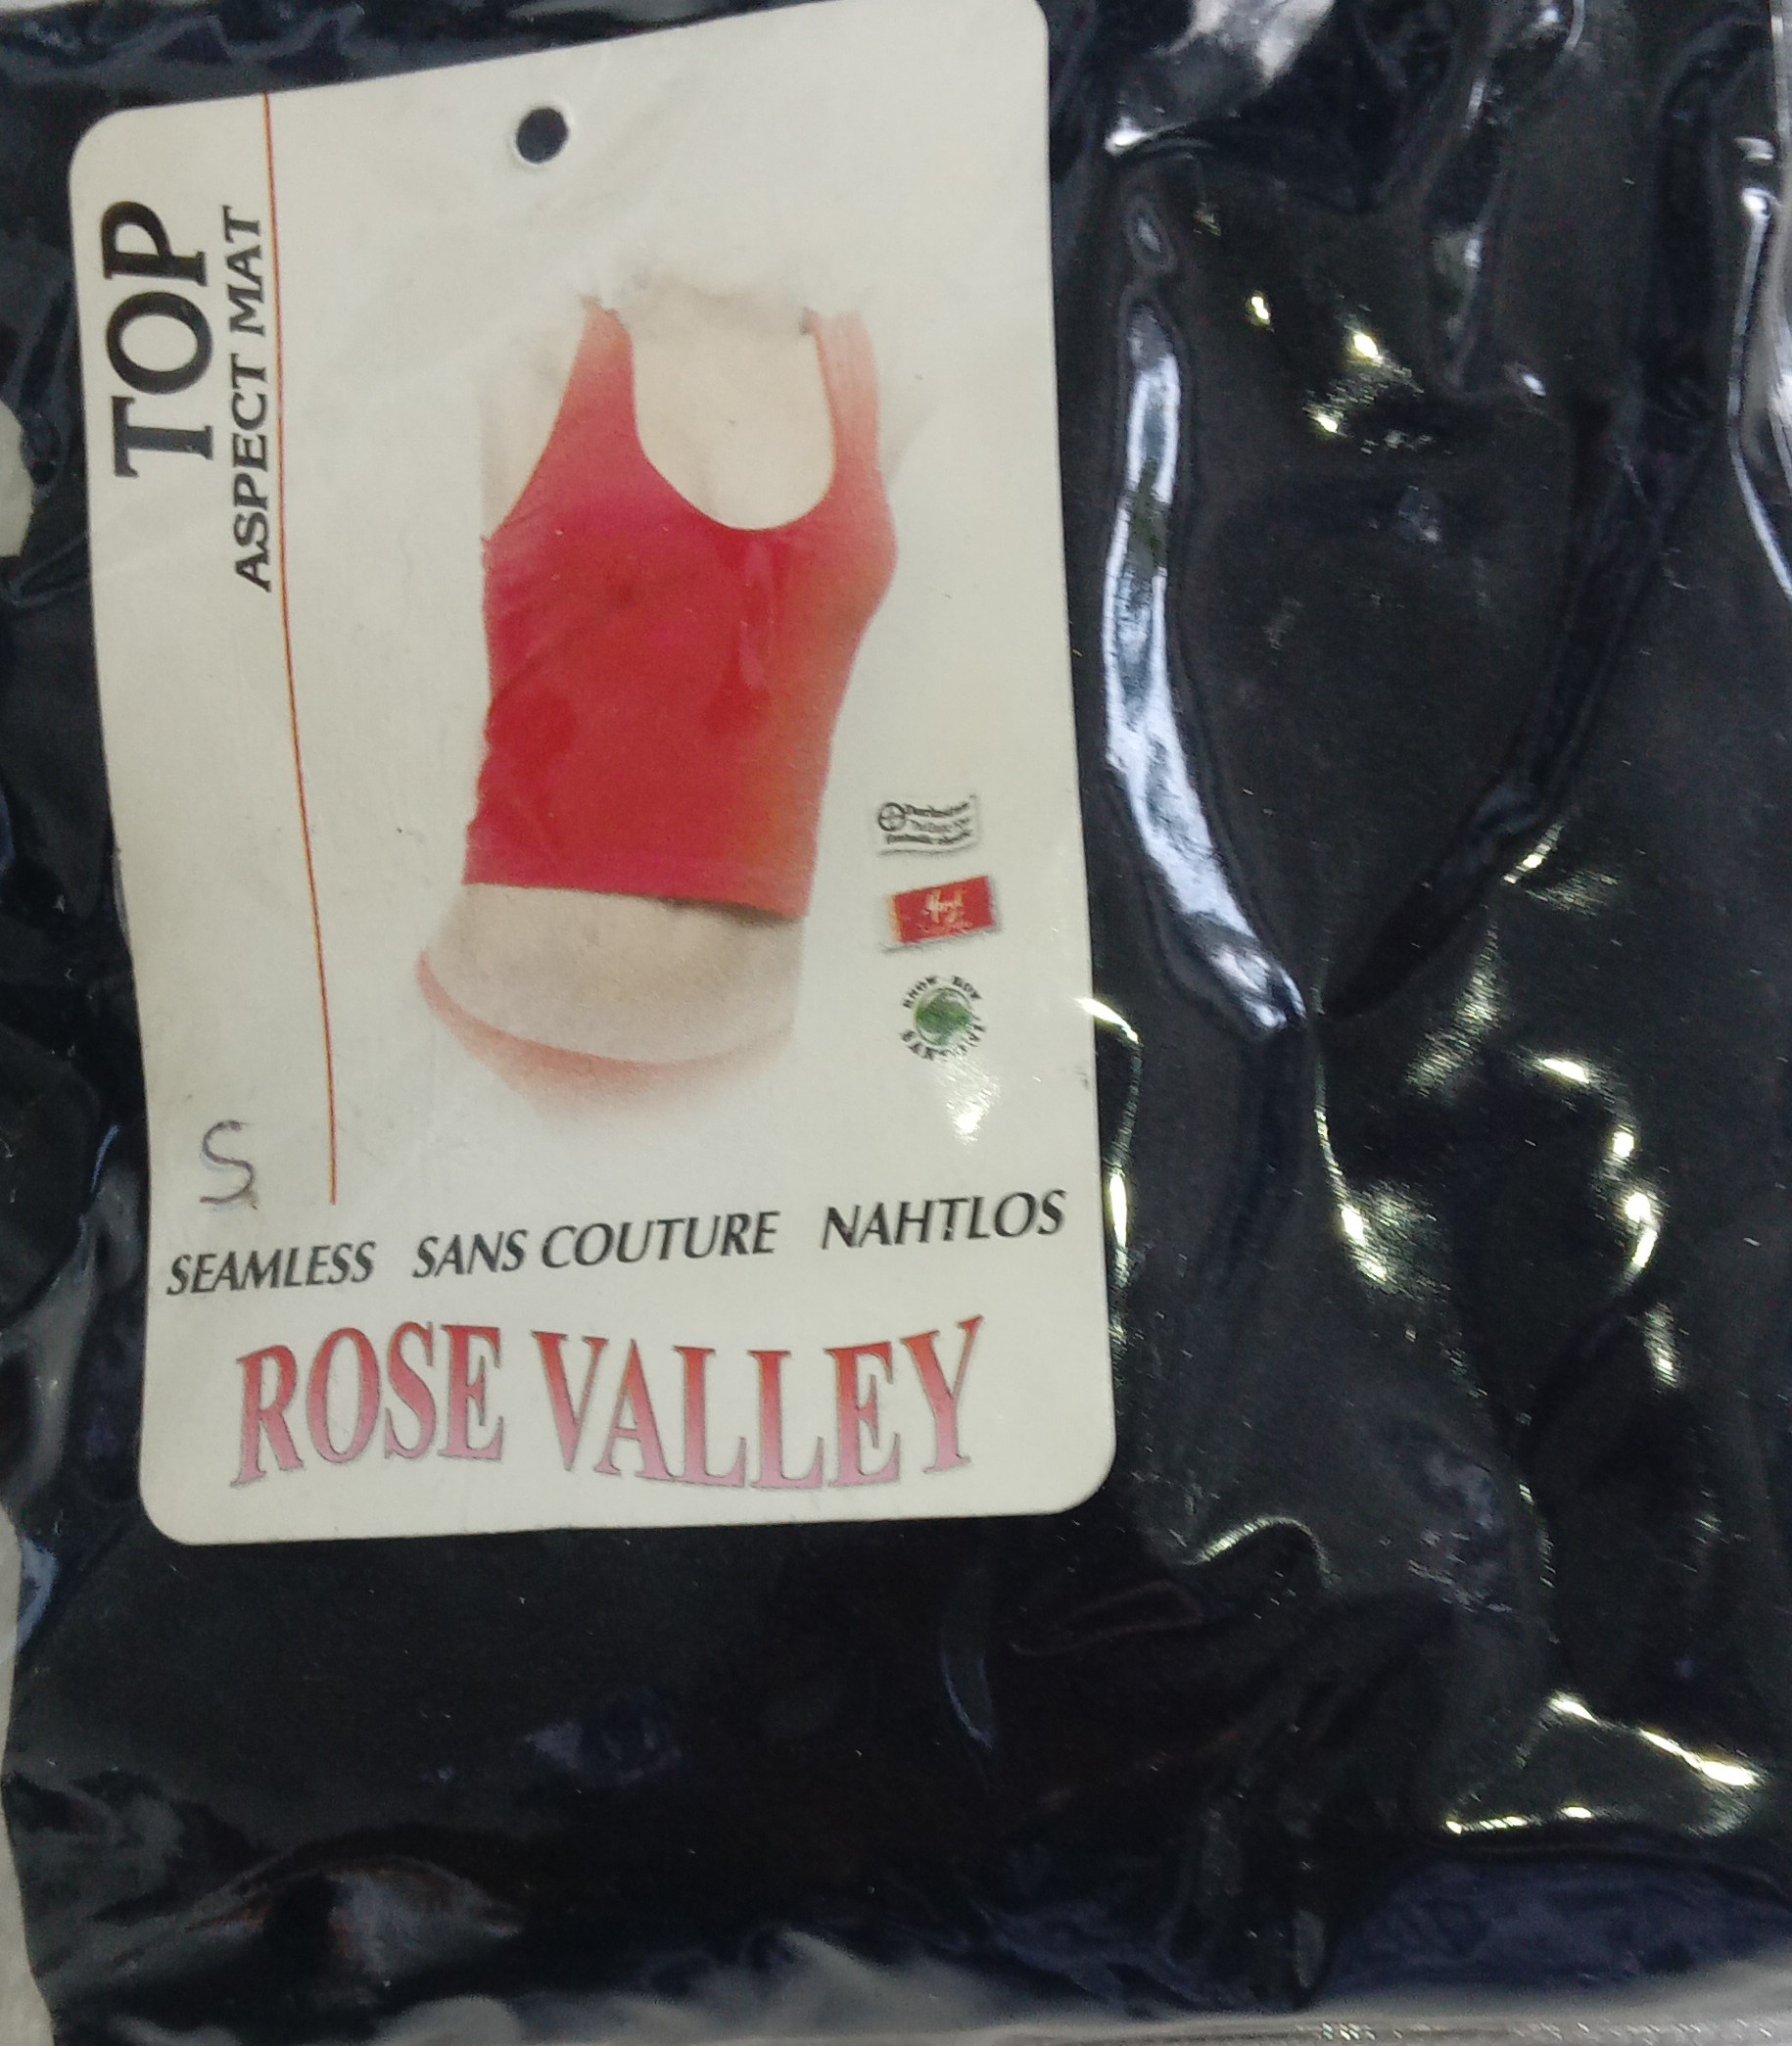 TOP
ASPECT MAT
S
SEAMLESS SANS COUTURE NAHTLOS
ROSE VALLEY